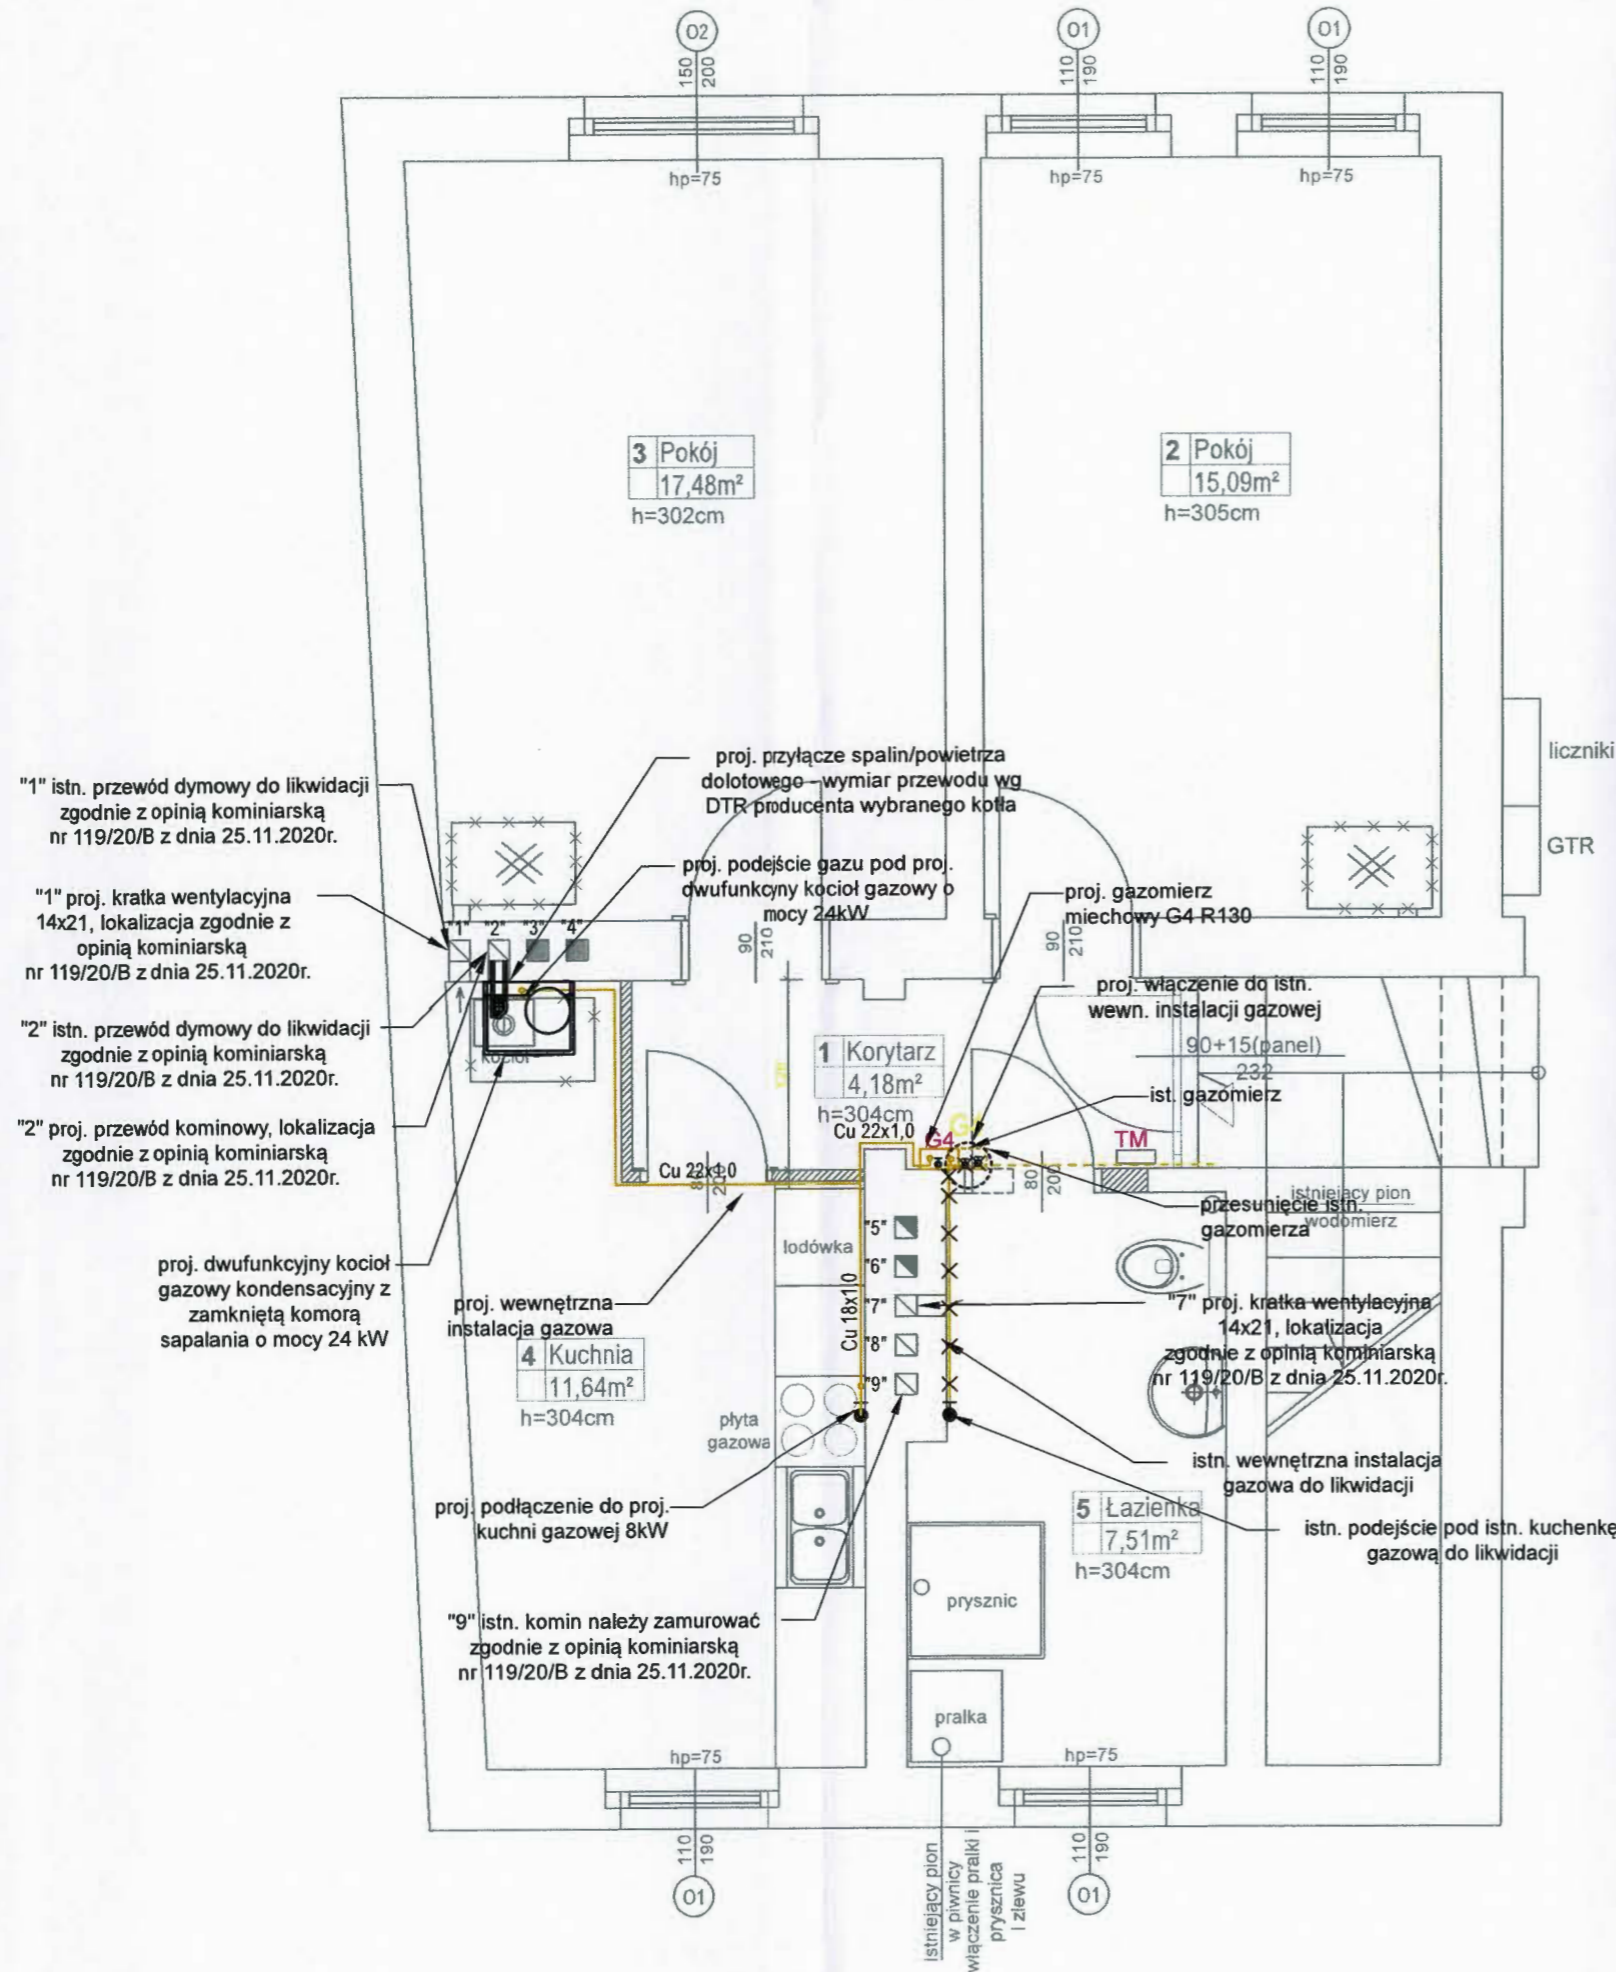 O2
O1
O1
150
200
110
190
110
190
hp=75
hp=75
hp=75
3 Pokój
17,48m²
h=302cm
2 Pokój
15,09m²
h=305cm
liczniki
GTR
proj. przyłącze spalin/powietrza
dolotowego - wymiar przewodu wg
DTR producenta wybranego kotła
"1" istn. przewód dymowy do likwidacji
zgodnie z opinią kominiarską
nr 119/20/B z dnia 25.11.2020r.
proj. podejście gazu pod proj.
dwufunkcyny kocioł gazowy o
mocy 24kW
"1" proj. kratka wentylacyjna
14x21, lokalizacja zgodnie z
opinią kominiarską
nr 119/20/B z dnia 25.11.2020r.
proj. gazomierz
miechowy G4 R130
"1"
"2"
"3"
"4"
90
210
90
210
proj. włączenie do istn.
wewn. instalacji gazowej
"2" istn. przewód dymowy do likwidacji
zgodnie z opinią kominiarską
nr 119/20/B z dnia 25.11.2020r.
kocioł
1 Korytarz
4,18m²
h=304cm
90+15(panel)
232
ist. gazomierz
"2" proj. przewód kominowy, lokalizacja
zgodnie z opinią kominiarską
nr 119/20/B z dnia 25.11.2020r.
Cu 22x1,0
G4
TM
Cu 22x1,0
80
80
istniejący pion
wodomierz
przesunięcie istn.
gazomierza
lodówka
"5"
"6"
"7"
"8"
"9"
Cu 18x1,0
proj. dwufunkcyjny kocioł
gazowy kondensacyjny z
zamkniętą komorą
sapalania o mocy 24 kW
proj. wewnętrzna
instalacja gazowa
"7" proj. kratka wentylacyjna
14x21, lokalizacja
zgodnie z opinią kominiarską
nr 119/20/B z dnia 25.11.2020r.
4 Kuchnia
11,64m²
h=304cm
płyta
gazowa
istn. wewnętrzna instalacja
gazowa do likwidacji
proj. podłączenie do proj.
kuchni gazowej 8kW
5 Łazienka
7,51m²
h=304cm
istn. podejście pod istn. kuchenkę
gazową do likwidacji
prysznic
"9" istn. komin należy zamurować
zgodnie z opinią kominiarską
nr 119/20/B z dnia 25.11.2020r.
pralka
hp=75
hp=75
110
190
110
190
O1
O1
istniejący pion
w piwnicy
włączenie pralki i
prysznica
i zlewu